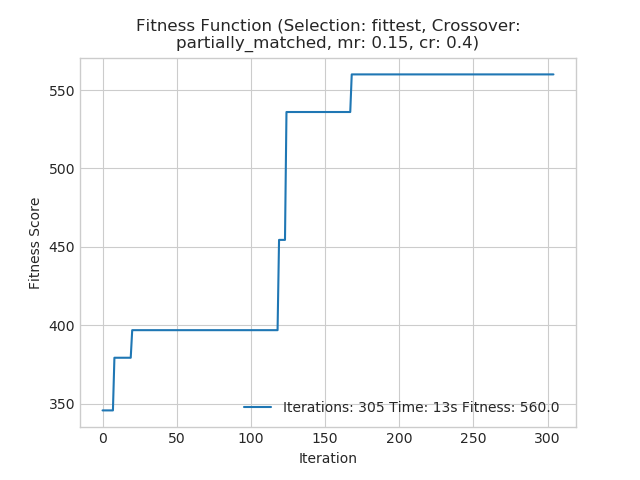 Fitness Function (Selection: fittest, Crossover:
partially_matched, mr: 0.15, cr: 0.4)
Fitness Score
550
500
450
400
350
Iterations: 305 Time: 13s Fitness: 560.0
0 50 100 150 200 250 300
Iteration